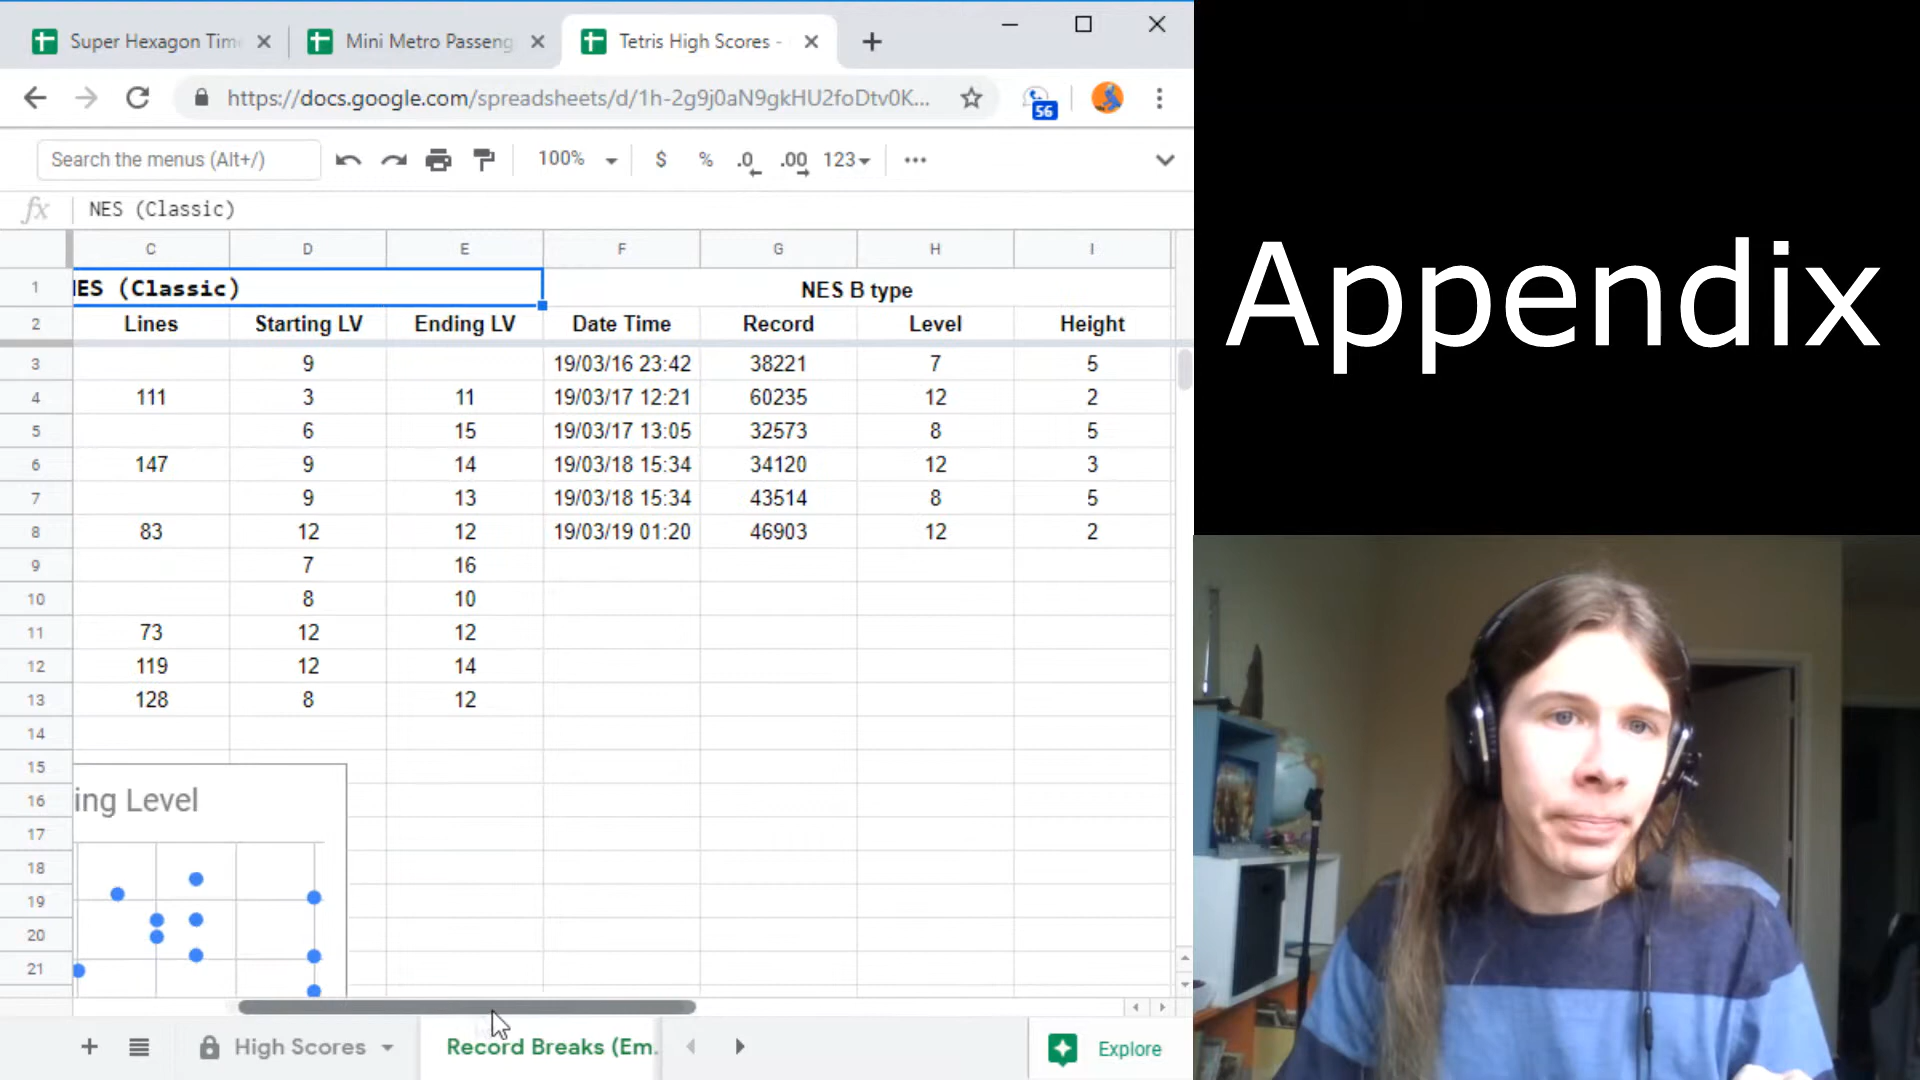 Super Hexagon Tim
Mini Metro Passeng
Tetris High Scores -
https://docs.google.com/spreadsheets/d/1h-2g9j0aN9gkHU2foDtv0K...
56
Search the menus (Alt+/)
100%
$ % .0 .00 123
fx NES (Classic)
C D E F G H I
1 IES (Classic) NES B type
2 Lines Starting LV Ending LV Date Time Record Level Height
3 9 19/03/16 23:42 38221 7 5
4 111 3 11 19/03/17 12:21 60235 12 2
5 6 15 19/03/17 13:05 32573 8 5
6 147 9 14 19/03/18 15:34 34120 12 3
7 9 13 19/03/18 15:34 43514 8 5
8 83 12 12 19/03/19 01:20 46903 12 2
9 7 16
10 8 10
11 73 12 12
12 119 12 14
13 128 8 12
14
15
16 ing Level
17
18
19
20
21
High Scores
Record Breaks (Em.
Explore
Appendix